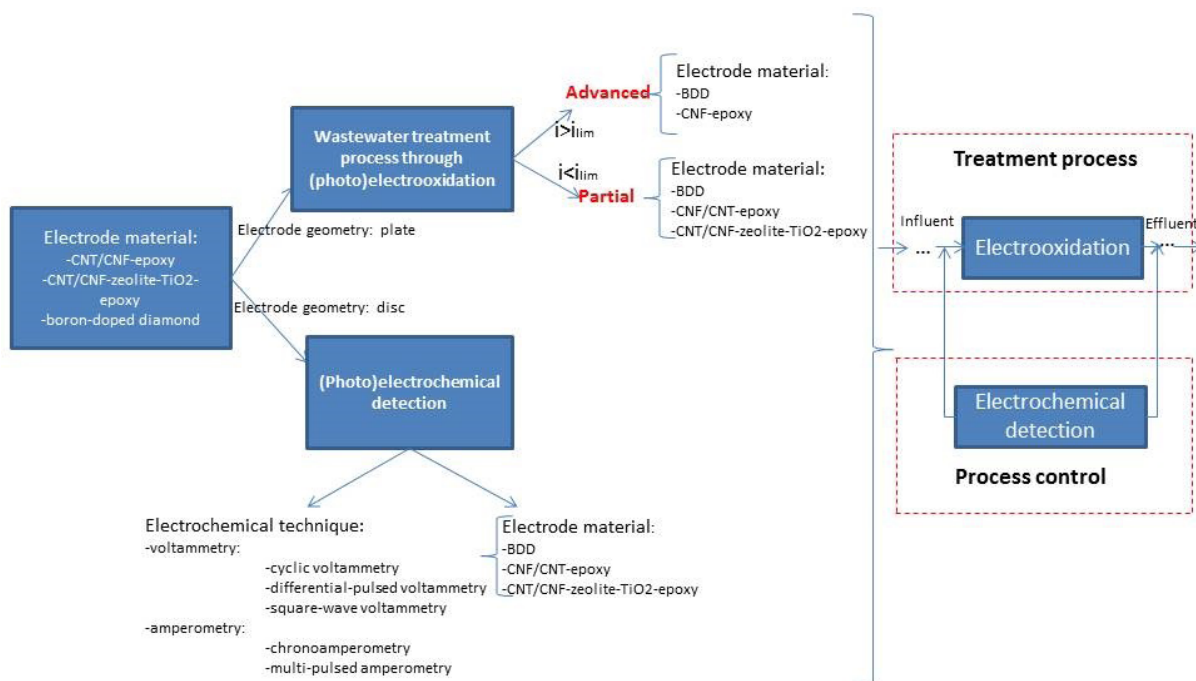 Electrode material:
-CNT/CNF-epoxy
-CNT/CNF-zeolite-TiO2-
epoxy
-boron-doped diamond
Electrode geometry: plate
Electrode geometry: disc
Wastewater treatment
process through
(photo)electrooxidation
i>ilim
i<ilim
Advanced
Electrode material:
-BDD
-CNF-epoxy
Partial
Electrode material:
-BDD
-CNF/CNT-epoxy
-CNT/CNF-zeolite-TiO2-epoxy
(Photo)electrochemical
detection
Electrochemical technique:
-voltammetry:
-cyclic voltammetry
-differential-pulsed voltammetry
-square-wave voltammetry
-amperometry:
-chronoamperometry
-multi-pulsed amperometry
Electrode material:
-BDD
-CNF/CNT-epoxy
-CNT/CNF-zeolite-TiO2-epoxy
Treatment process
Influent
...
Electrooxidation
Effluent
...
Electrochemical
detection
Process control